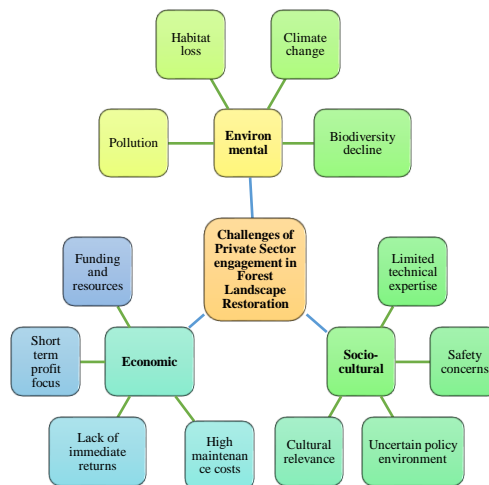 Habitat
loss
Climate
change
Pollution
Environ
mental
Biodiversity
decline
Challenges of
Private Sector
engagement in
Forest
Landscape
Restoration
Funding
and
resources
Limited
technical
expertise
Short
term
profit
focus
Economic
Socio-
cultural
Safety
concerns
Lack of
immediate
returns
High
maintenan
ce costs
Cultural
relevance
Uncertain policy
environment